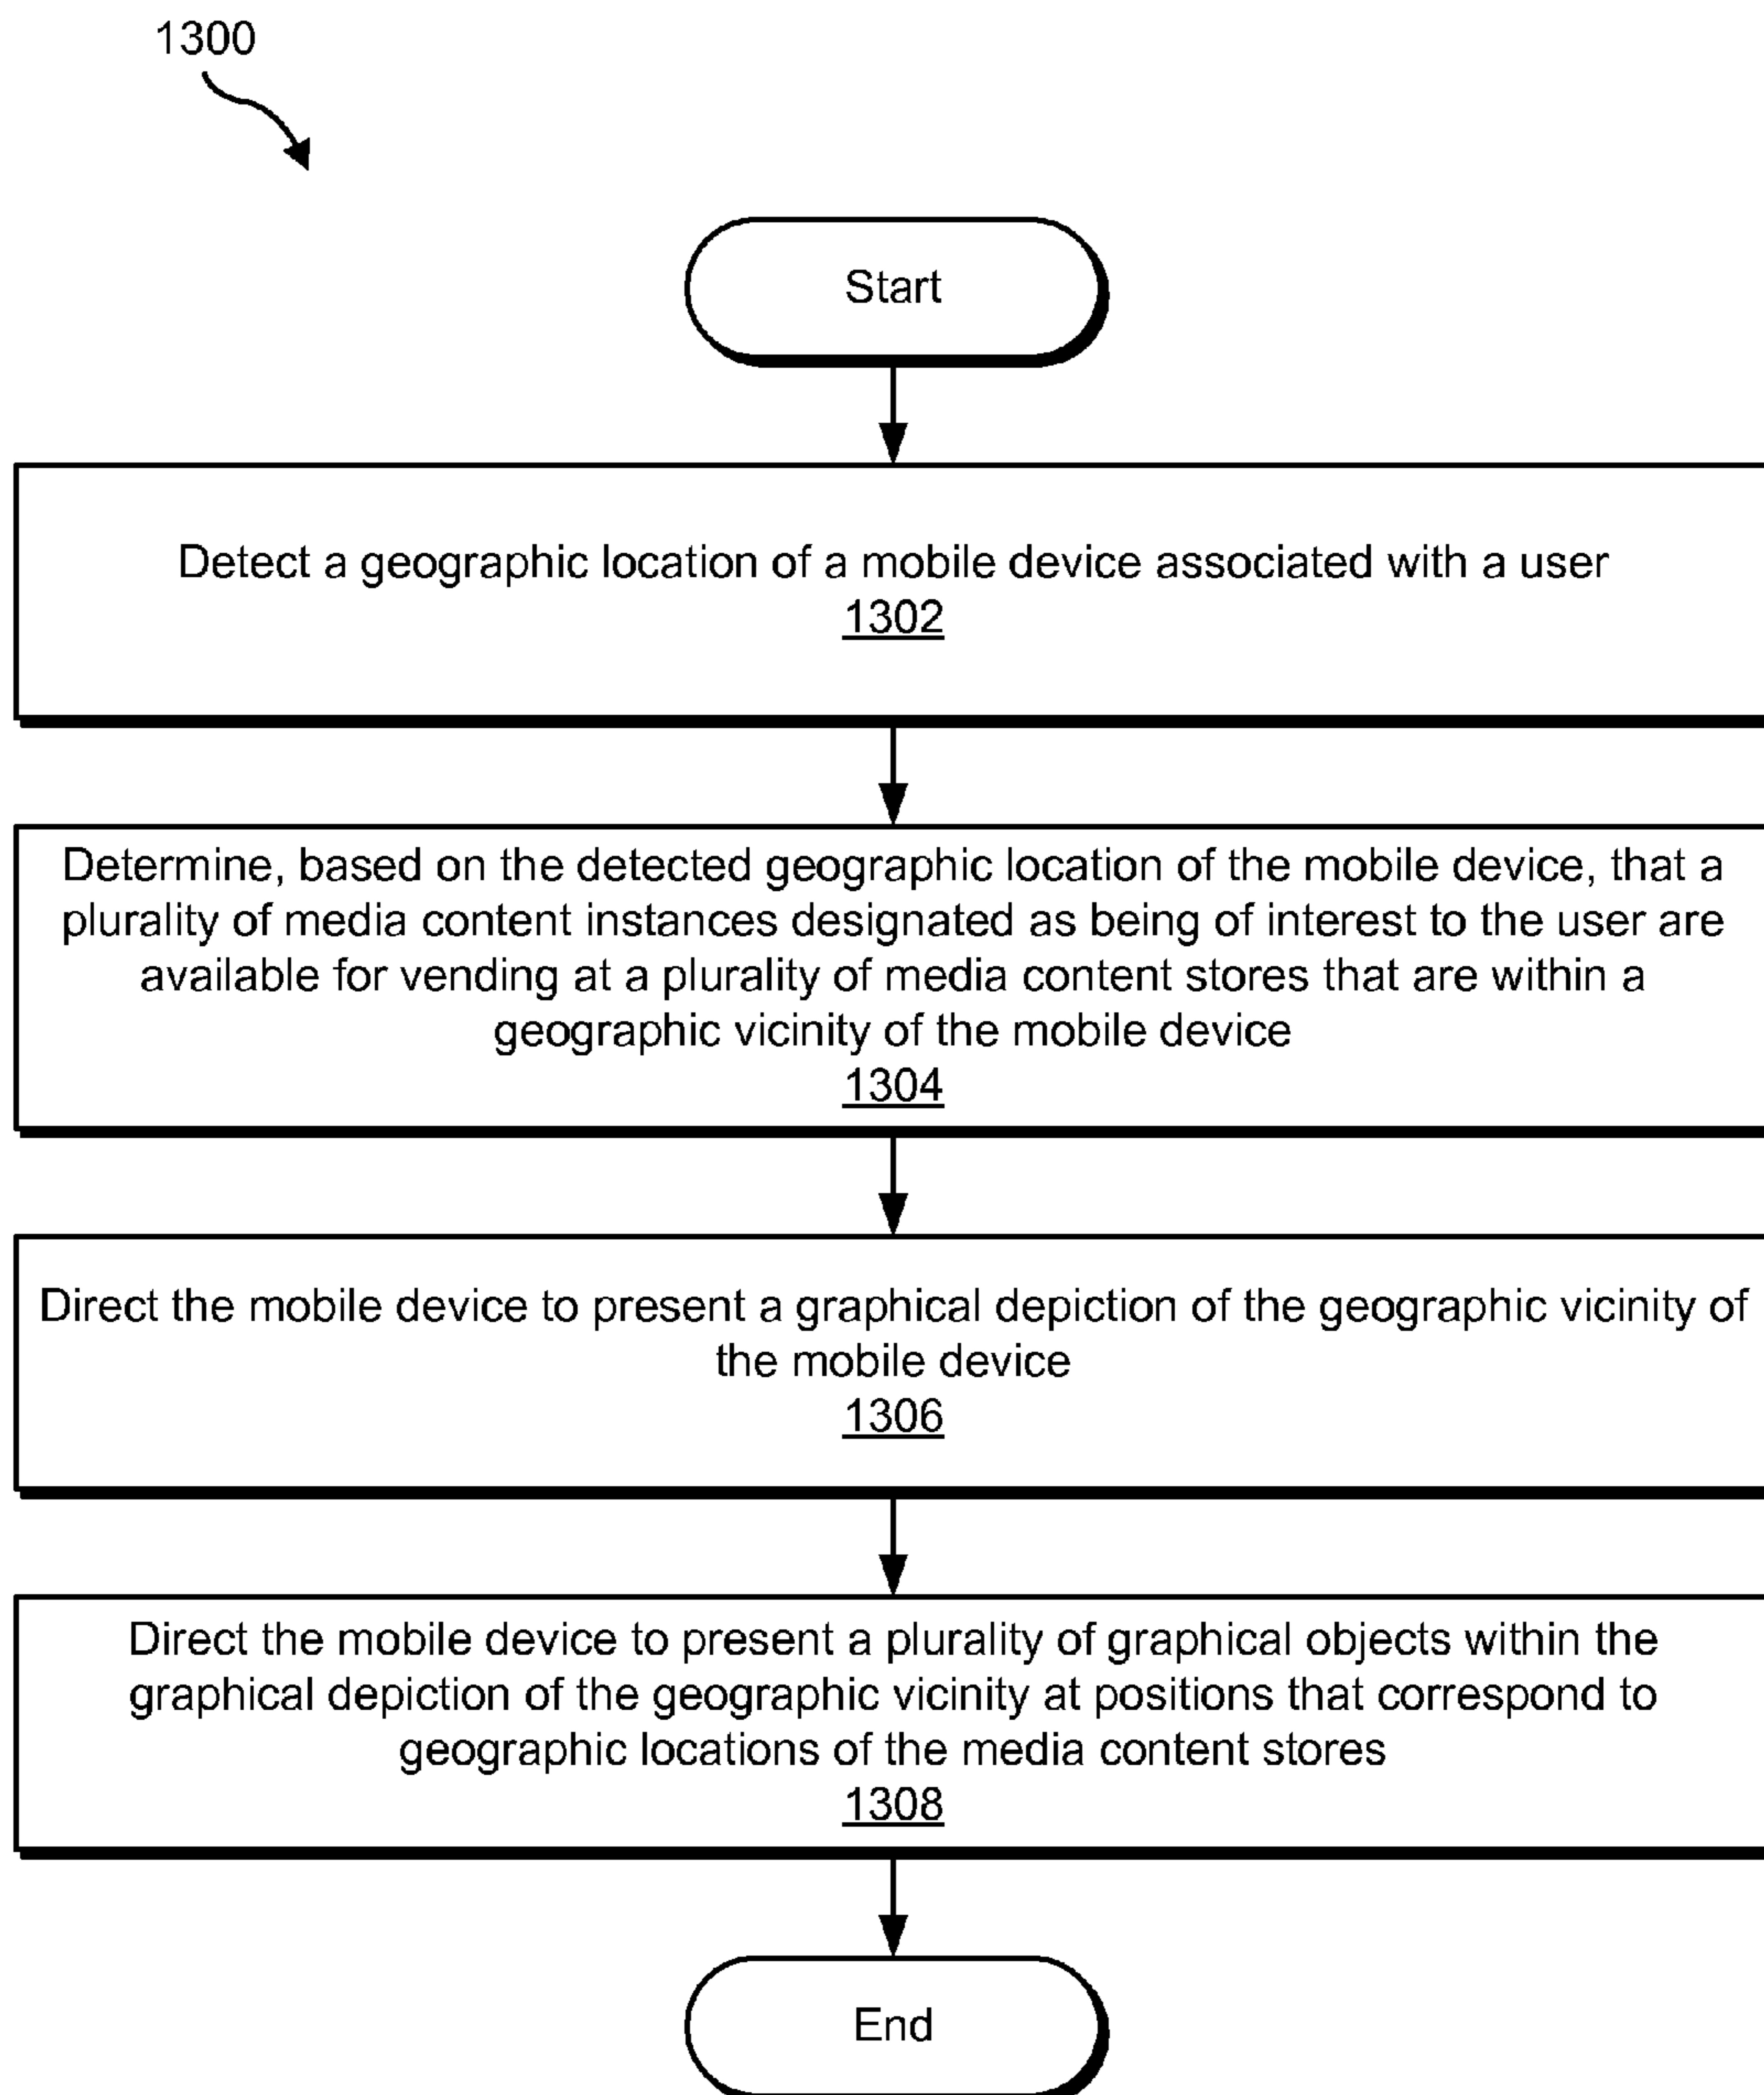 1300
Start
Detect a geographic location of a mobile device associated with a user
1302
Determine, based on the detected geographic location of the mobile device, that a
plurality of media content instances designated as being of interest to the user are
available for vending at a plurality of media content stores that are within a
geographic vicinity of the mobile device
1304
Direct the mobile device to present a graphical depiction of the geographic vicinity of
the mobile device
1306
Direct the mobile device to present a plurality of graphical objects within the
graphical depiction of the geographic vicinity at positions that correspond to
geographic locations of the media content stores
1308
End